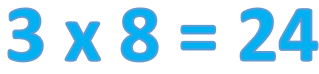 3 x 8 = 24